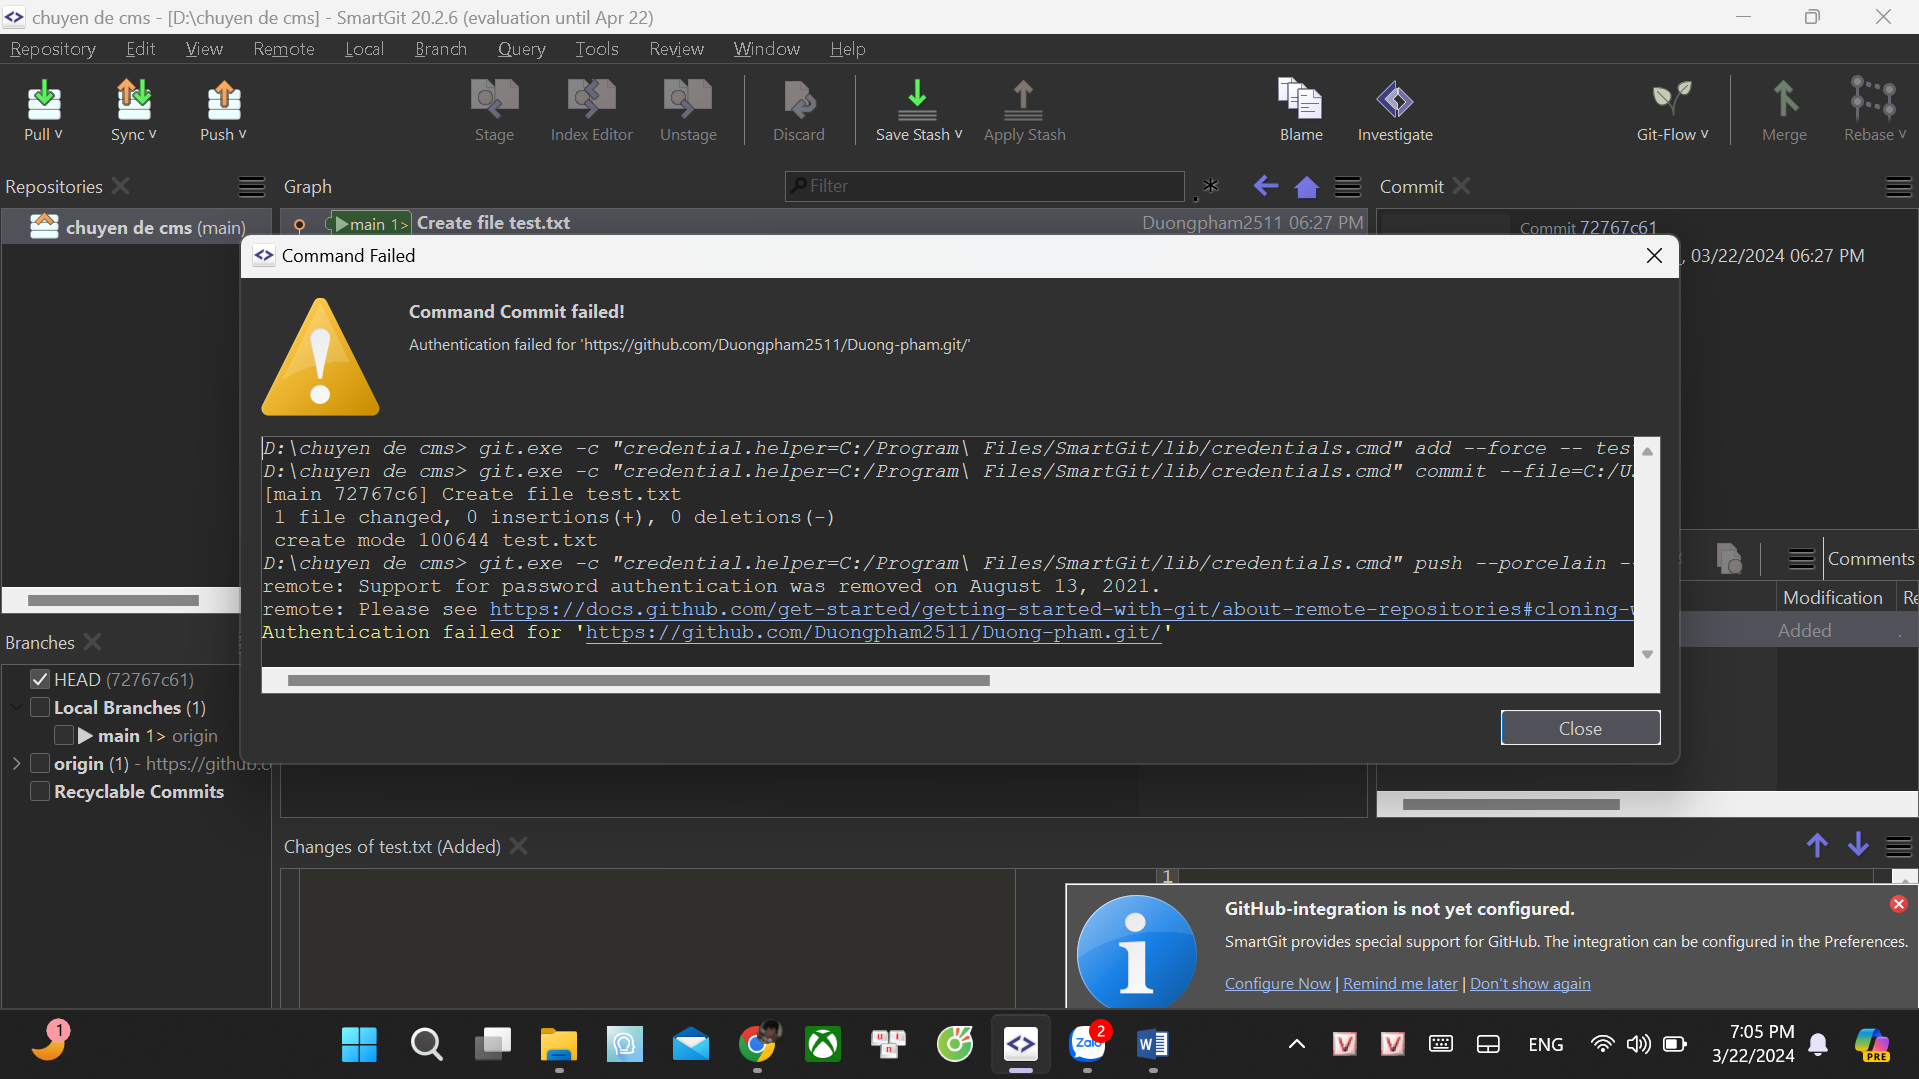 chuyen de cms - [D:\chuyen de cms] - SmartGit 20.2.6 (evaluation until Apr 22)
Repository Edit View Remote Local Branch Query Tools Review Window Help
Pull Sync Push Stage Index Editor Unstage Discard Save Stash Apply Stash Blame Investigate Git-Flow Merge Rebase
Repositories Graph Filter .* Commit
chuyen de cms (main) main 1> Create file test.txt Duongpham2511 06:27 PM Commit 72767c61
, 03/22/2024 06:27 PM
Command Failed
Command Commit failed!
Authentication failed for 'https://github.com/Duongpham2511/Duong-pham.git/'
D:\chuyen de cms> git.exe -c "credential.helper=C:/Program\ Files/SmartGit/lib/credentials.cmd" add --force -- tes
D:\chuyen de cms> git.exe -c "credential.helper=C:/Program\ Files/SmartGit/lib/credentials.cmd" commit --file=C:/U
[main 72767c6] Create file test.txt
1 file changed, 0 insertions(+), 0 deletions(-)
create mode 100644 test.txt
D:\chuyen de cms> git.exe -c "credential.helper=C:/Program\ Files/SmartGit/lib/credentials.cmd" push --porcelain -
remote: Support for password authentication was removed on August 13, 2021.
remote: Please see https://docs.github.com/get-started/getting-started-with-git/about-remote-repositories#cloning-
Authentication failed for 'https://github.com/Duongpham2511/Duong-pham.git/'
Close
Comments
Modification Re
Added .
Branches
HEAD (72767c61)
Local Branches (1)
main 1> origin
origin (1) - https://github.c
Recyclable Commits
Changes of test.txt (Added)
1
GitHub-integration is not yet configured.
SmartGit provides special support for GitHub. The integration can be configured in the Preferences.
Configure Now | Remind me later | Don't show again
1
Zalo 2
ENG
7:05 PM
3/22/2024
PRE